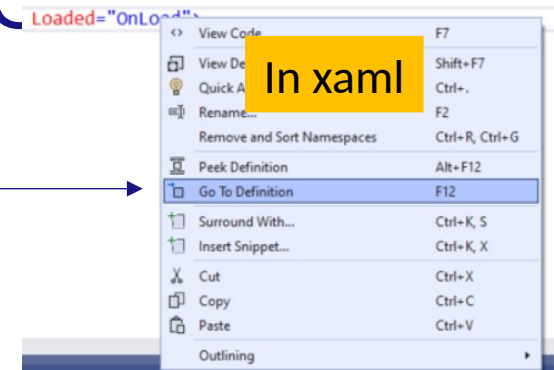 Loaded="OnLoad">
View Code F7
View De Shift+F7
In xaml
Quick A Ctrl+.
Rename... F2
Remove and Sort Namespaces Ctrl+R, Ctrl+G
Peek Definition Alt+F12
Go To Definition F12
Surround With... Ctrl+K, S
Insert Snippet... Ctrl+K, X
Cut Ctrl+X
Copy Ctrl+C
Paste Ctrl+V
Outlining